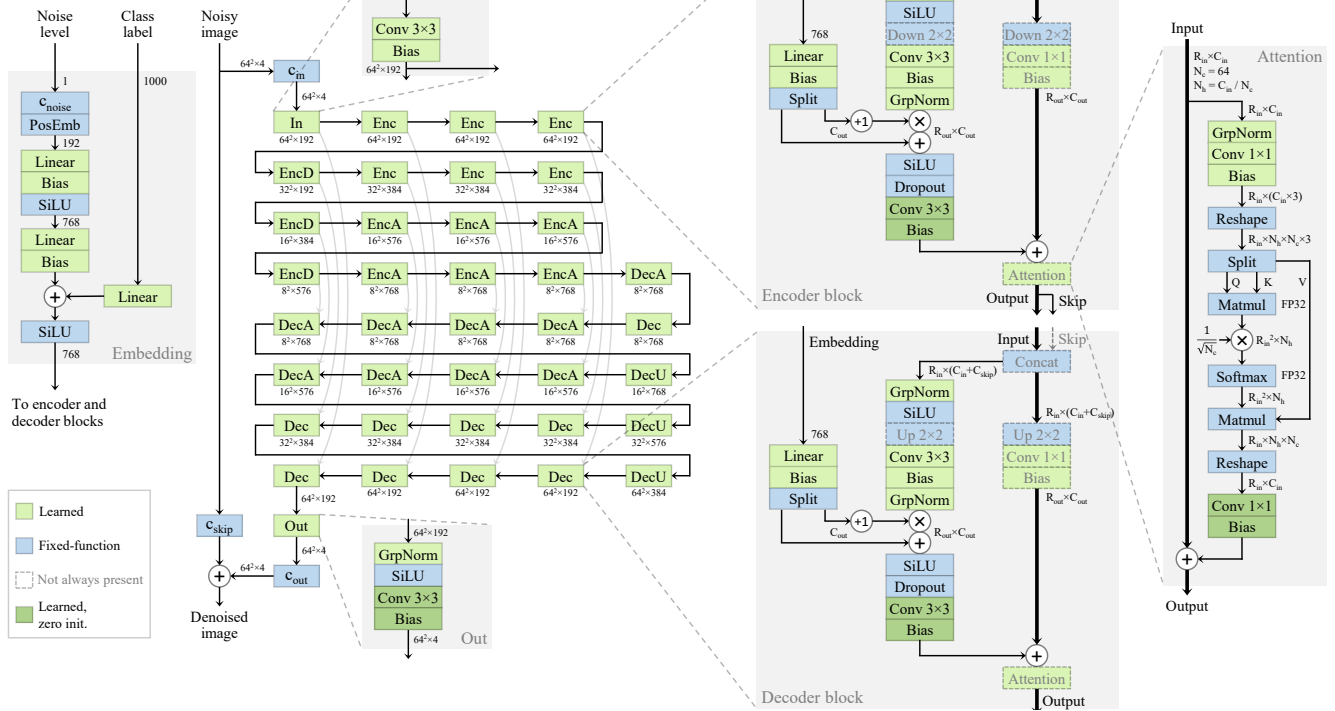 Noise
level
Class
label
Noisy
image
1
1000
c_noise
PosEmb
192
Linear
Bias
SiLU
768
Linear
Bias
Linear
SiLU
768
Embedding
To encoder and
decoder blocks
Learned
Fixed-function
Not always present
Learned,
zero init.
64²×4
c_in
64²×4
Conv 3×3
Bias
64²×192
In Enc Enc Enc
64²×192 64²×192 64²×192 64²×192
EncD Enc Enc Enc
32²×192 32²×384 32²×384 32²×384
EncD EncA EncA EncA
16²×384 16²×576 16²×576 16²×576
EncD EncA EncA EncA DecA
8²×576 8²×768 8²×768 8²×768 8²×768
DecA DecA DecA DecA Dec
8²×768 8²×768 8²×768 8²×768 8²×768
DecA DecA DecA DecA DecU
16²×576 16²×576 16²×576 16²×576 16²×768
Dec Dec Dec Dec DecU
32²×384 32²×384 32²×384 32²×384 32²×576
Dec Dec Dec Dec DecU
64²×192 64²×192 64²×192 64²×192 64²×384
64²×192
c_skip
Out
64²×4
64²×4
c_out
+
Denoised
image
64²×192
GrpNorm
SiLU
Conv 3×3
Bias
64²×4
Out
768
Linear
Bias
Split
C_out
+1
×
+
R_out×C_out
SiLU
Down 2×2
Conv 3×3
Bias
GrpNorm
SiLU
Dropout
Conv 3×3
Bias
Down 2×2
Conv 1×1
Bias
R_out×C_out
+
Attention
Output
Skip
Encoder block
Embedding
Input
Skip
Concat
R_in×(C_in+C_skip)
R_in×(C_in+C_skip)
768
Linear
Bias
Split
C_out
+1
×
+
R_out×C_out
GrpNorm
SiLU
Up 2×2
Conv 3×3
Bias
GrpNorm
SiLU
Dropout
Conv 3×3
Bias
Up 2×2
Conv 1×1
Bias
R_out×C_out
+
Attention
Output
Decoder block
Input
Attention
R_in×C_in
N_c = 64
N_h = C_in / N_c
R_in×C_in
GrpNorm
Conv 1×1
Bias
R_in×(C_in×3)
Reshape
R_in×N_h×N_c×3
Split
Q K V
Matmul FP32
1/√N_c
×
R_in²×N_h
Softmax FP32
R_in²×N_h
Matmul
R_in×N_h×N_c
Reshape
R_in×C_in
Conv 1×1
Bias
+
Output